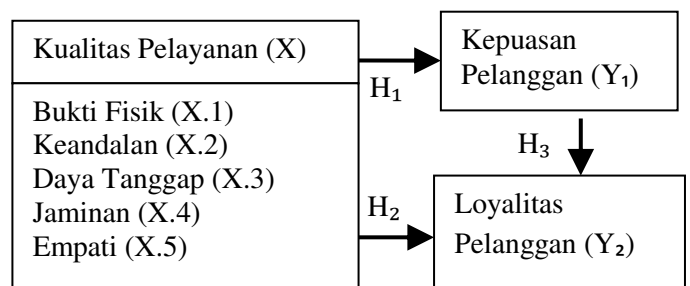 Kualitas Pelayanan (X)
Bukti Fisik (X.1)
Keandalan (X.2)
Daya Tanggap (X.3)
Jaminan (X.4)
Empati (X.5)
H₁
Kepuasan
Pelanggan (Y₁)
H₃
H₂
Loyalitas
Pelanggan (Y₂)